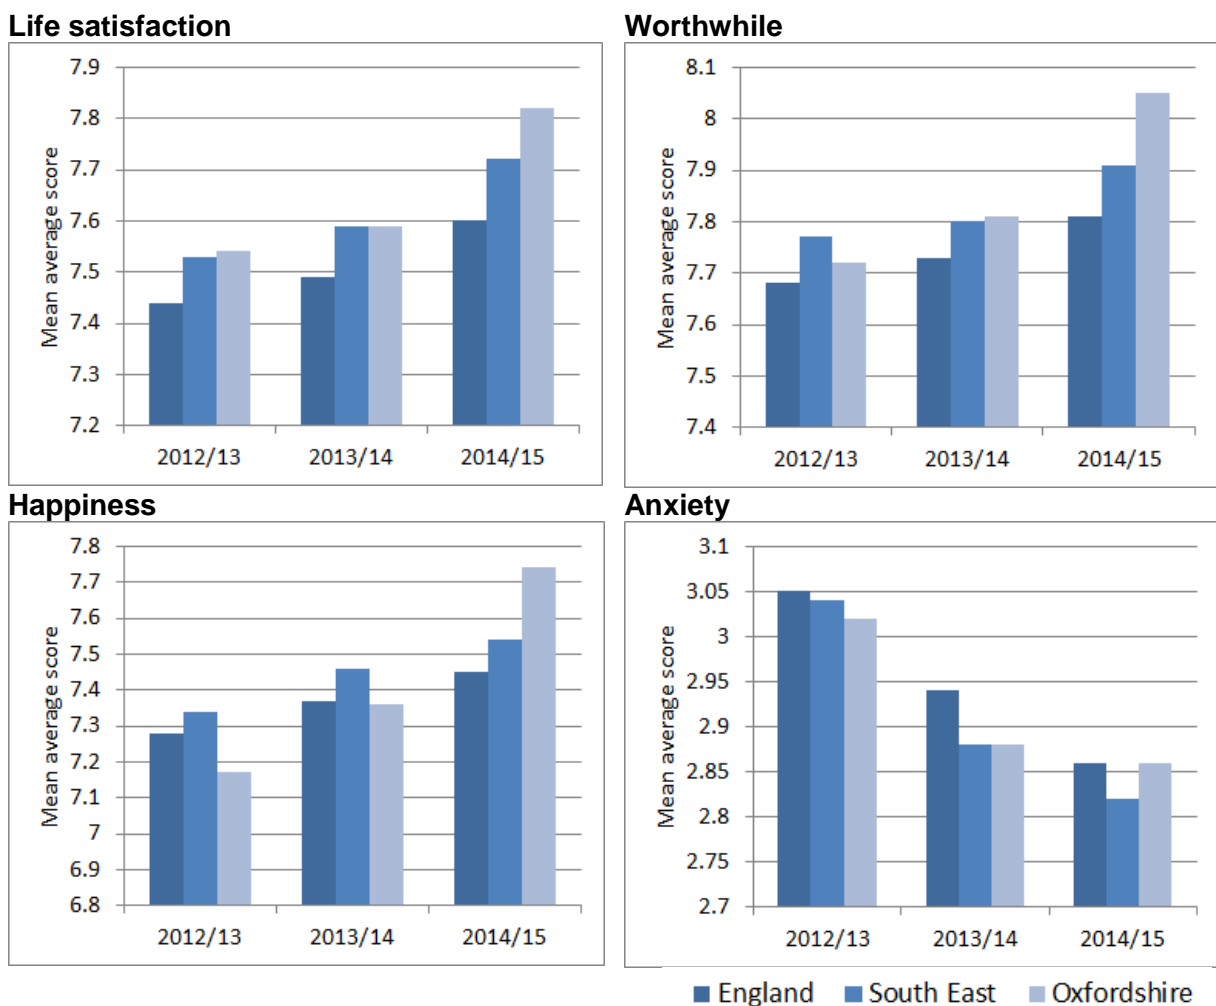 Life satisfaction
Mean average score
7.9
7.8
7.7
7.6
7.5
7.4
7.3
7.2
2012/13 2013/14 2014/15
Worthwhile
Mean average score
8.1
8
7.9
7.8
7.7
7.6
7.5
7.4
2012/13 2013/14 2014/15
Happiness
Mean average score
7.8
7.7
7.6
7.5
7.4
7.3
7.2
7.1
7
6.9
6.8
2012/13 2013/14 2014/15
Anxiety
Mean average score
3.1
3.05
3
2.95
2.9
2.85
2.8
2.75
2.7
2012/13 2013/14 2014/15
England South East Oxfordshire